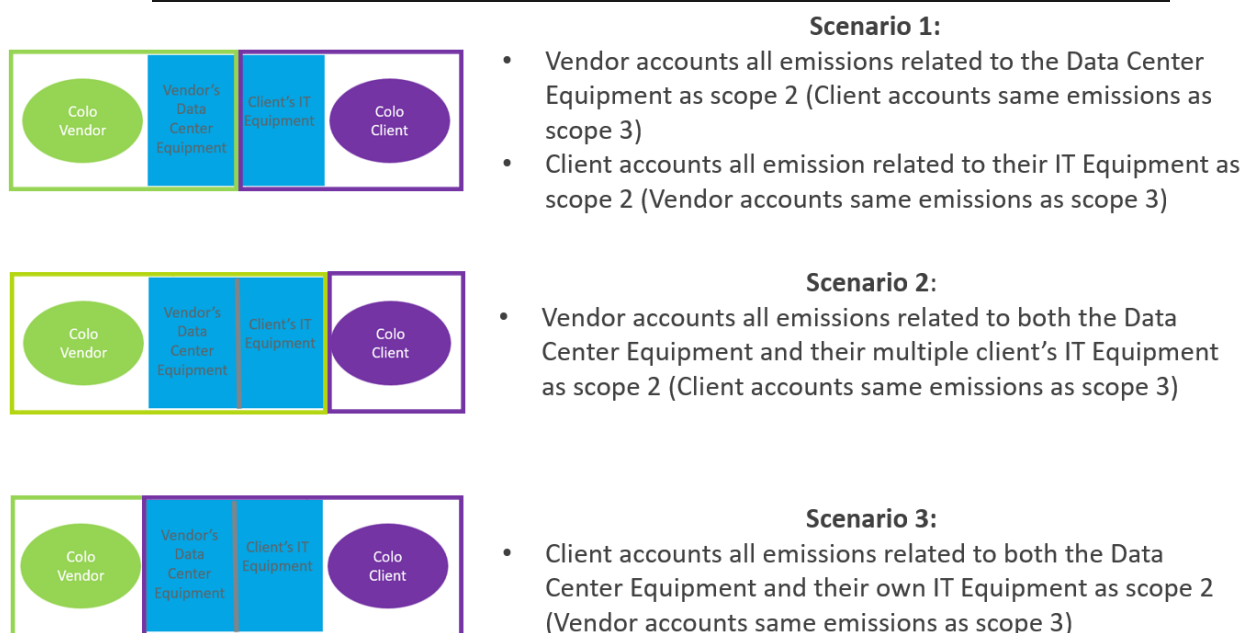 Scenario 1:
Colo
Vendor
Vendor's
Data
Center
Equipment
Client's IT
Equipment
Colo
Client
• Vendor accounts all emissions related to the Data Center
Equipment as scope 2 (Client accounts same emissions as
scope 3)
• Client accounts all emission related to their IT Equipment as
scope 2 (Vendor accounts same emissions as scope 3)
Scenario 2:
Colo
Vendor
Vendor's
Data
Center
Equipment
Client's IT
Equipment
Colo
Client
• Vendor accounts all emissions related to both the Data
Center Equipment and their multiple client's IT Equipment
as scope 2 (Client accounts same emissions as scope 3)
Scenario 3:
Colo
Vendor
Vendor's
Data
Center
Equipment
Client's IT
Equipment
Colo
Client
• Client accounts all emissions related to both the Data
Center Equipment and their own IT Equipment as scope 2
(Vendor accounts same emissions as scope 3)